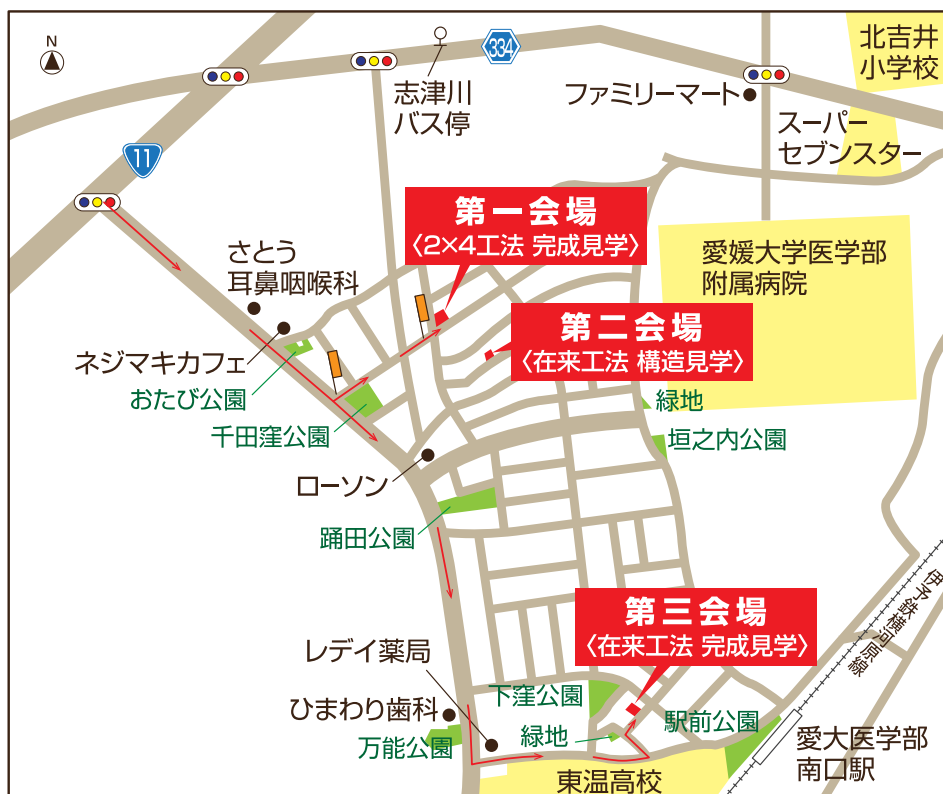 N
334
北吉井
小学校
志津川
バス停
ファミリーマート
スーパー
セブンスター
11
第一会場
〈2×4工法 完成見学〉
さとう
耳鼻咽喉科
愛媛大学医学部
附属病院
第二会場
〈在来工法 構造見学〉
ネジマキカフェ
おたび公園
緑地
千田窪公園
垣之内公園
ローソン
踊田公園
伊予鉄横河原線
第三会場
〈在来工法 完成見学〉
レデイ薬局
下窪公園
ひまわり歯科
駅前公園
万能公園
緑地
愛大医学部
南口駅
東温高校